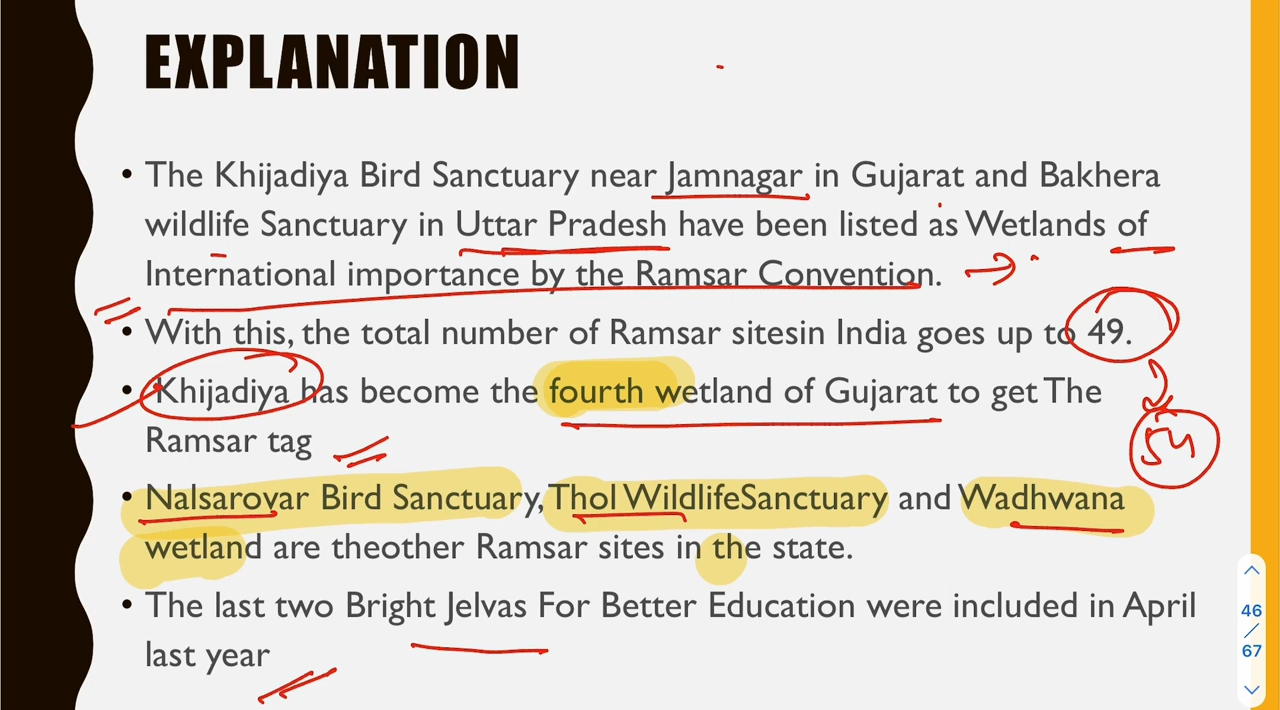 EXPLANATION
• The Khijadiya Bird Sanctuary near Jamnagar in Gujarat and Bakhera
wildlife Sanctuary in Uttar Pradesh have been listed as Wetlands of
International importance by the Ramsar Convention.
• With this, the total number of Ramsar sitesin India goes up to 49.
• Khijadiya has become the fourth wetland of Gujarat to get The
Ramsar tag
54
• Nalsarovar Bird Sanctuary, Thol WildlifeSanctuary and Wadhwana
wetland are theother Ramsar sites in the state.
• The last two Bright Jelvas For Better Education were included in April
last year
46
/
67